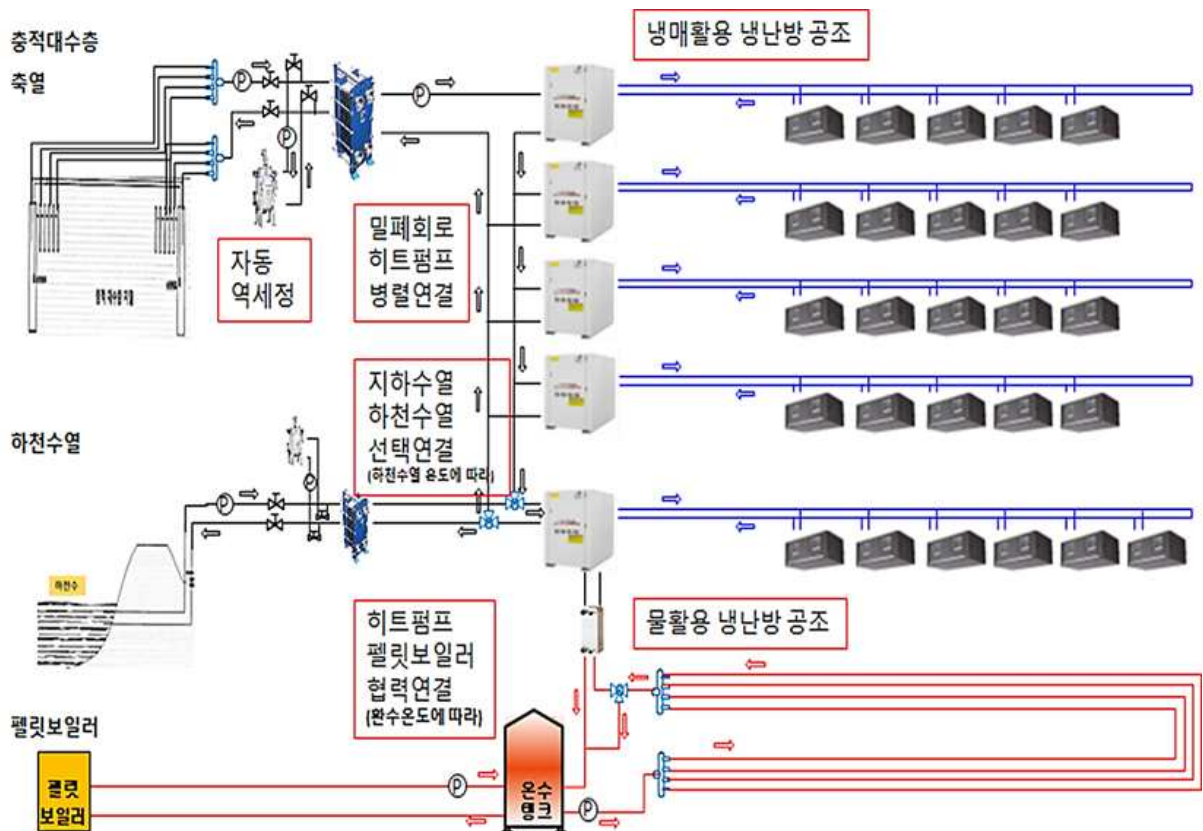 충적대수층
축열
냉매활용 냉난방 공조
P
P
P
자동
역세정
밀폐회로
히트펌프
병렬연결
지하수열
하천수열
선택연결
(하천수열 온도에 따라)
하천수열
P
P
하천수
히트펌프
펠릿보일러
협력연결
(환수온도에 따라)
물활용 냉난방 공조
펠릿보일러
펠릿
보일러
P
온수
탱크
P